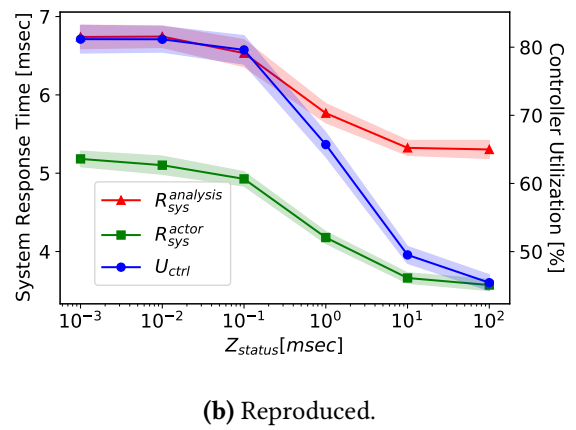 System Response Time [msec]
7
6
5
4
R_sys^analysis
R_sys^actor
U_ctrl
80
70
60
50
Controller Utilization [%]
10^-3 10^-2 10^-1 10^0 10^1 10^2
Z_status[msec]
(b) Reproduced.